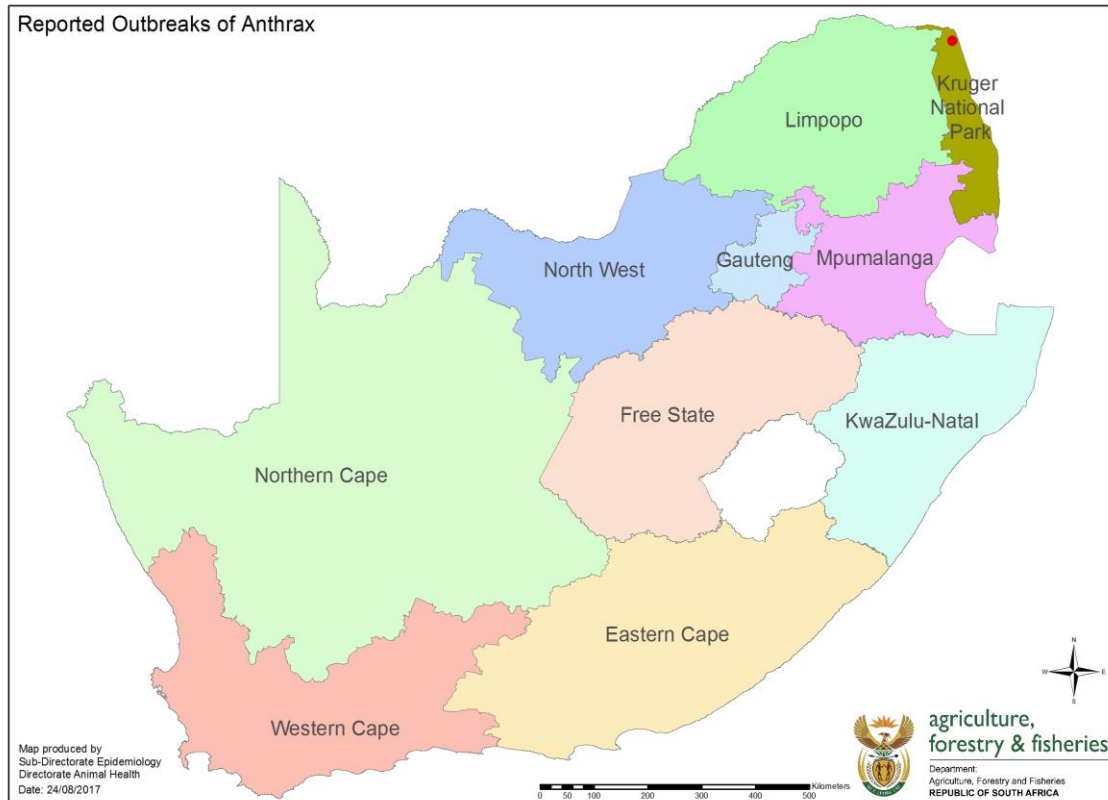 Reported Outbreaks of Anthrax
Limpopo
Kruger
National
Park
North West
Gauteng
Mpumalanga
Free State
KwaZulu-Natal
Northern Cape
Eastern Cape
Western Cape
N
W
E
S
Map produced by
Sub-Directorate Epidemiology
Directorate Animal Health
Date: 24/08/2017
Kilometers
0 50 100 200 300 400 500
agriculture,
forestry & fisheries
Department:
Agriculture, Forestry and Fisheries
REPUBLIC OF SOUTH AFRICA